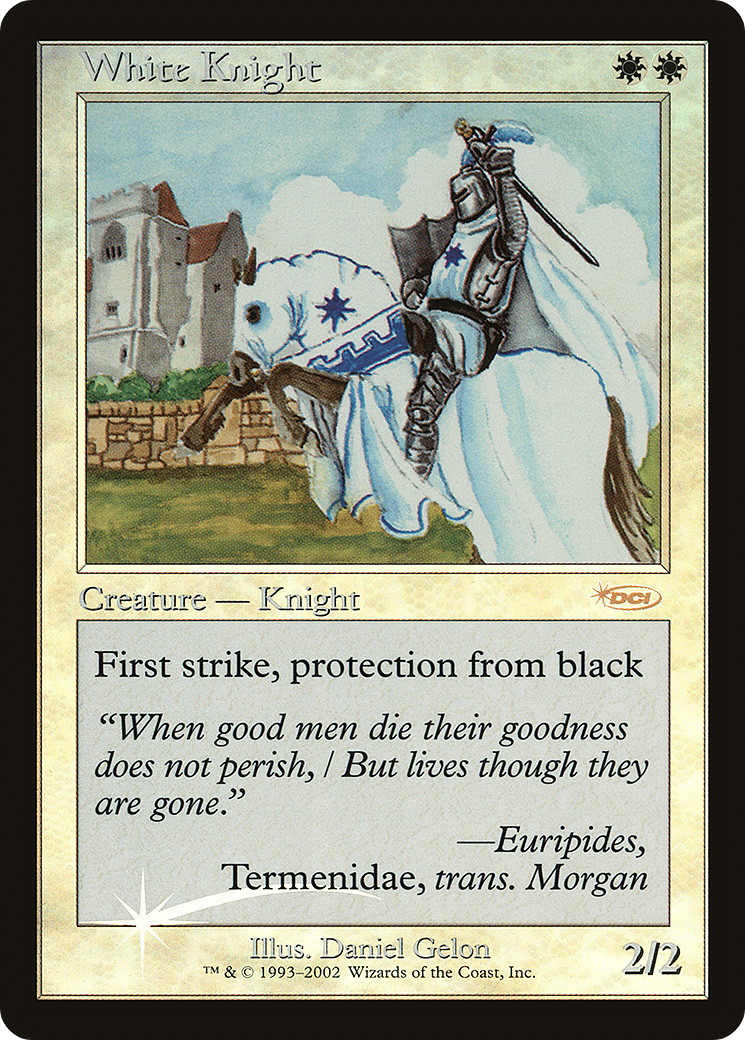 White Knight
Creature — Knight
DCI
First strike, protection from black
“When good men die their goodness
does not perish, / But lives though they
are gone.”
—Euripides,
Termenidae, trans. Morgan
Illus. Daniel Gelon
™ & © 1993–2002 Wizards of the Coast, Inc.
2/2